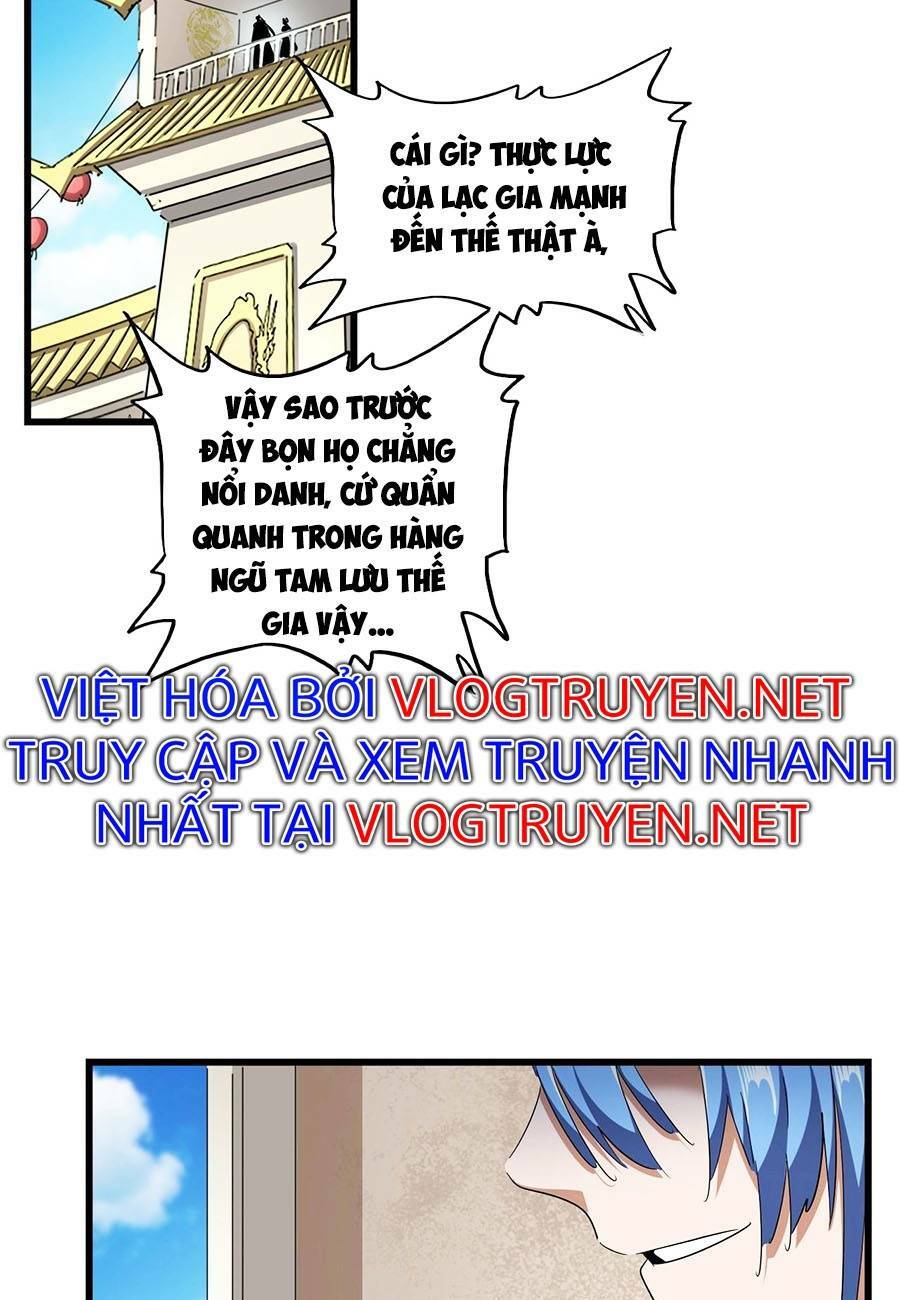 CÁI GÌ? THỰC LỰC
CỦA LẠC GIA MẠNH
ĐẾN THẾ THẬT À,
VẬY SAO TRƯỚC
ĐÂY BỌN HỌ CHẲNG
NỔI DANH, CỨ QUẨN
QUANH TRONG HÀNG
NGŨ TAM LƯU THẾ
GIA VẬY...
VIỆT HÓA BỞI VLOGTRUYEN.NET
TRUY CẬP VÀ XEM TRUYỆN NHANH
NHẤT TẠI VLOGTRUYEN.NET